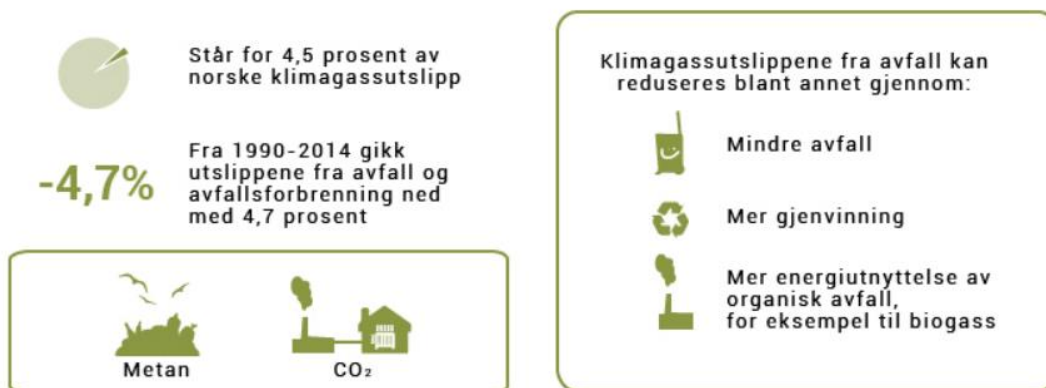 Står for 4,5 prosent av
norske klimagassutslipp
-4,7%
Fra 1990-2014 gikk
utslippene fra avfall og
avfallsforbrenning ned
med 4,7 prosent
Metan
CO₂
Klimagassutslippene fra avfall kan
reduseres blant annet gjennom:
Mindre avfall
Mer gjenvinning
Mer energiutnyttelse av
organisk avfall,
for eksempel til biogass